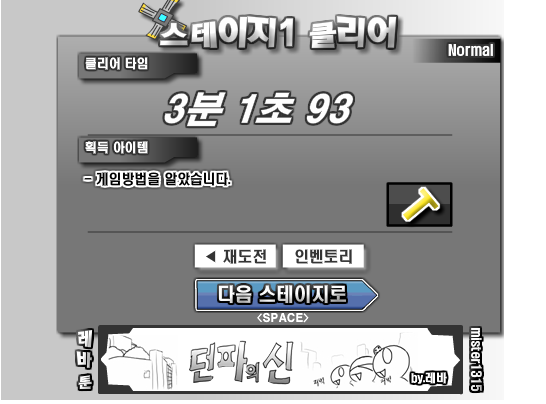 스테이지1 클리어
Normal
클리어 타임
3분 1초 93
획득 아이템
- 게임방법을 알았습니다.
◀ 재도전
인벤토리
다음 스테이지로
<SPACE>
레바툰
던파의 신
by.레바
mister1315